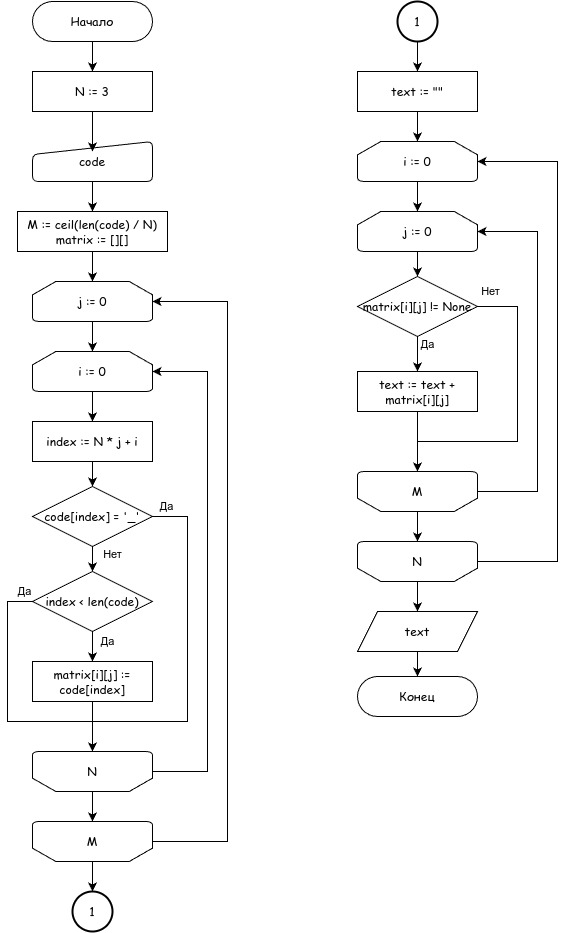 Начало
N := 3
code
M := ceil(len(code) / N)
matrix := [][]
j := 0
i := 0
index := N * j + i
code[index] = '_'
Да
Нет
Да
index < len(code)
Да
matrix[i][j] :=
code[index]
N
M
1
1
text := ""
i := 0
j := 0
Нет
matrix[i][j] != None
Да
text := text +
matrix[i][j]
M
N
text
Конец